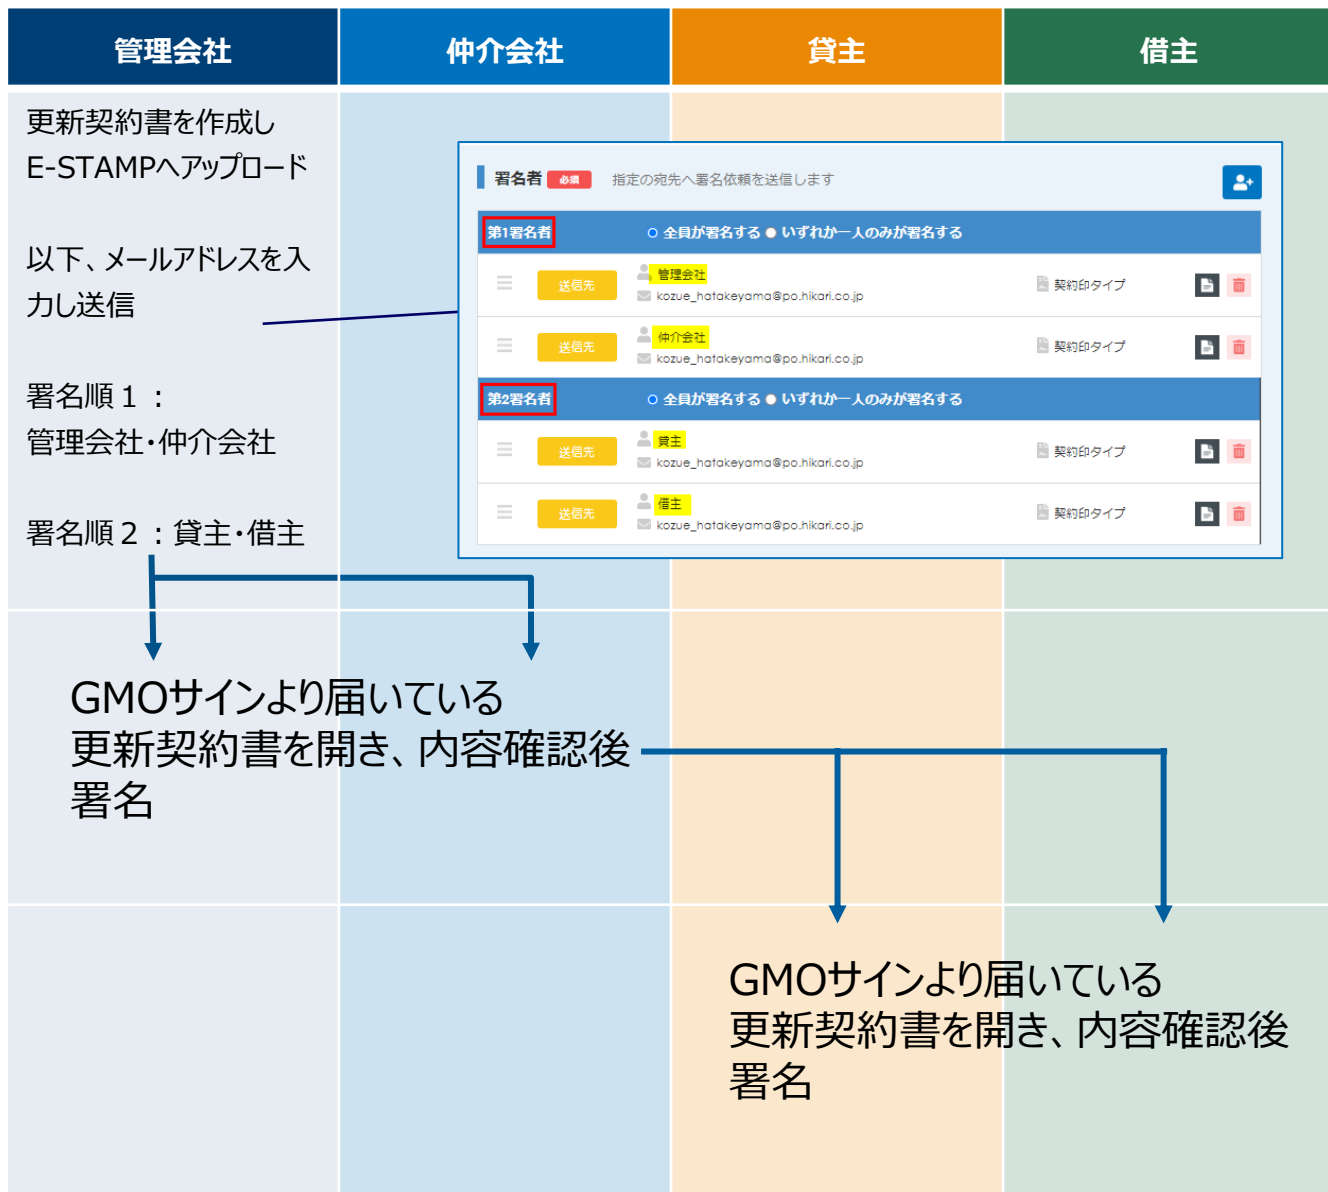 管理会社
仲介会社
貸主
借主
更新契約書を作成し
E-STAMPへアップロード
以下、メールアドレスを入
力し送信
署名順１：
管理会社・仲介会社
署名順２：貸主・借主
署名者 必須 指定の宛先へ署名依頼を送信します
第1署名者 全員が署名する いずれか一人のみが署名する
送信先 管理会社 契約印タイプ
kozue_hatakeyama@po.hikari.co.jp
送信先 仲介会社 契約印タイプ
kozue_hatakeyama@po.hikari.co.jp
第2署名者 全員が署名する いずれか一人のみが署名する
送信先 貸主 契約印タイプ
kozue_hatakeyama@po.hikari.co.jp
送信先 借主 契約印タイプ
kozue_hatakeyama@po.hikari.co.jp
GMOサインより届いている
更新契約書を開き、内容確認後
署名
GMOサインより届いている
更新契約書を開き、内容確認後
署名